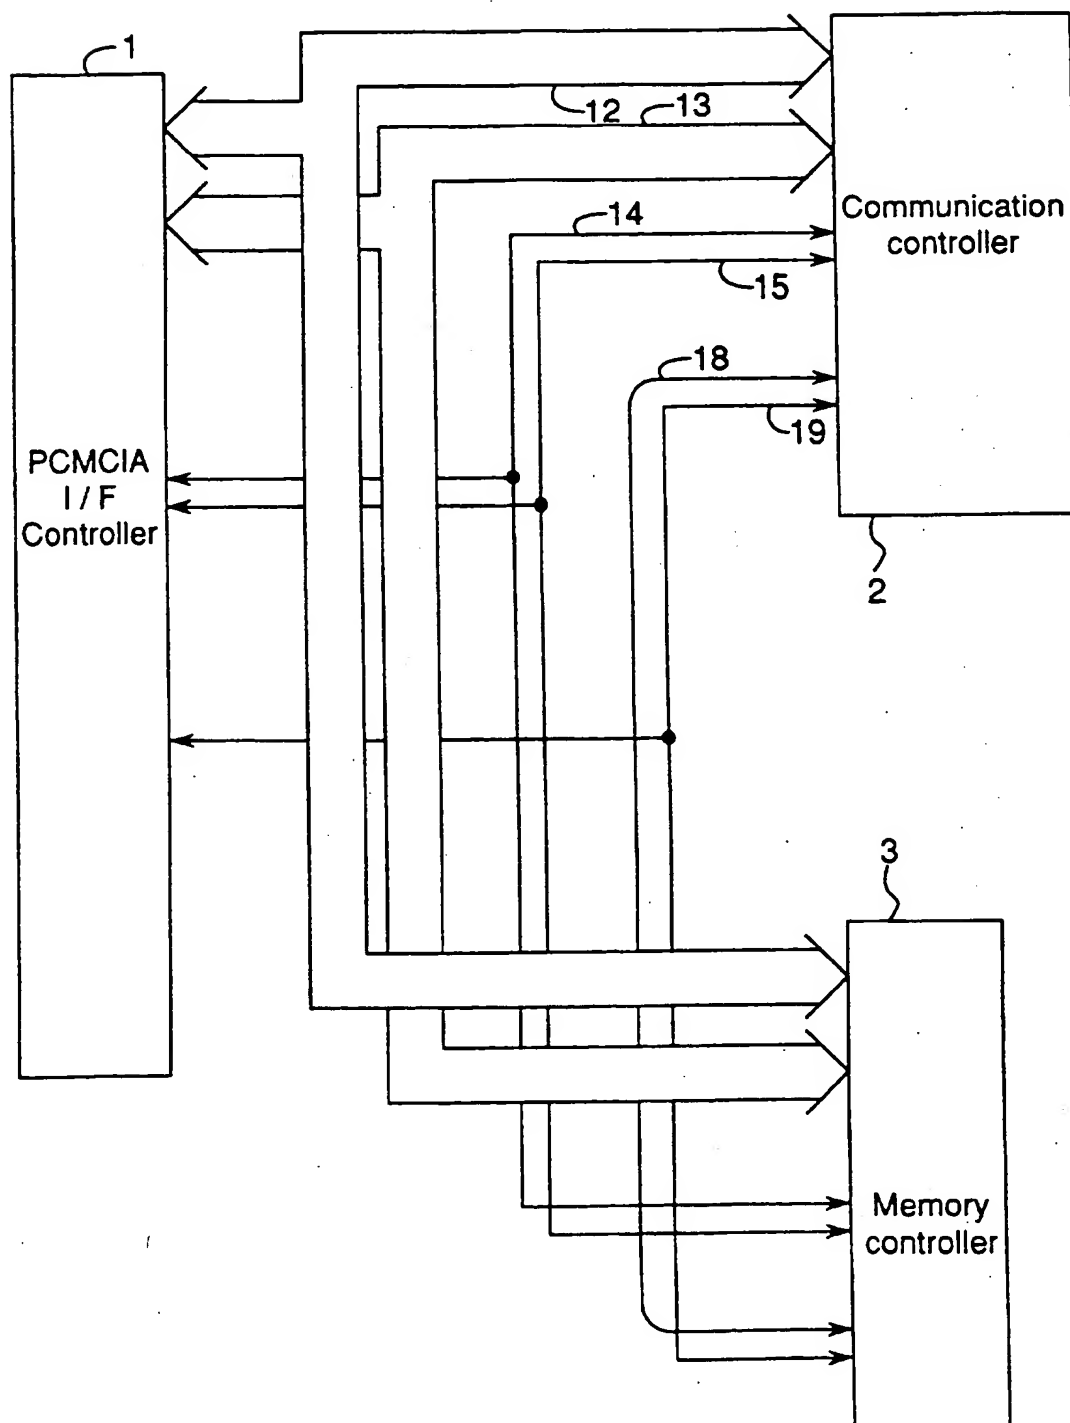 1
12
13
14
Communication
controller
15
18
19
PCMCIA
I / F
Controller
2
3
Memory
controller